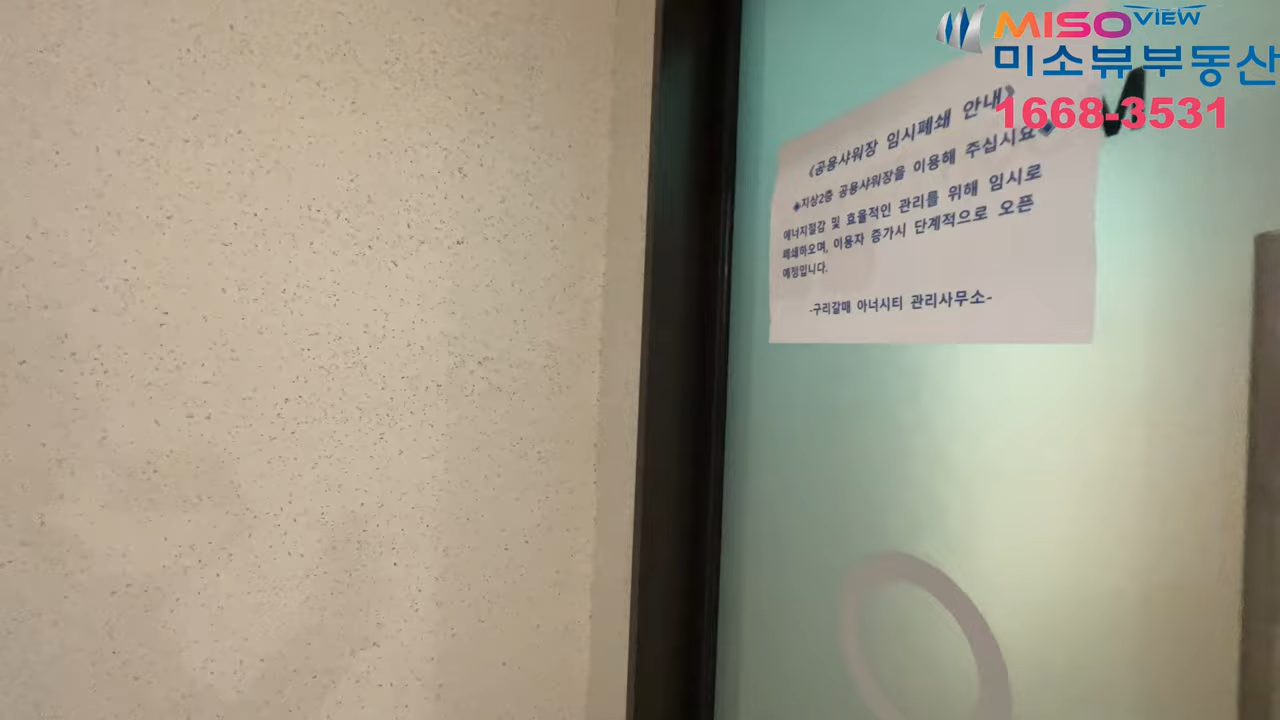 MISO VIEW
미소뷰부동산
1668-3531
《공용샤워장 임시폐쇄 안내》
◈지상2층 공용샤워장을 이용해 주십시요◈
에너지절감 및 효율적인 관리를 위해 임시로
폐쇄하오며, 이용자 증가시 단계적으로 오픈
예정입니다.
-구리갈매 아너시티 관리사무소-